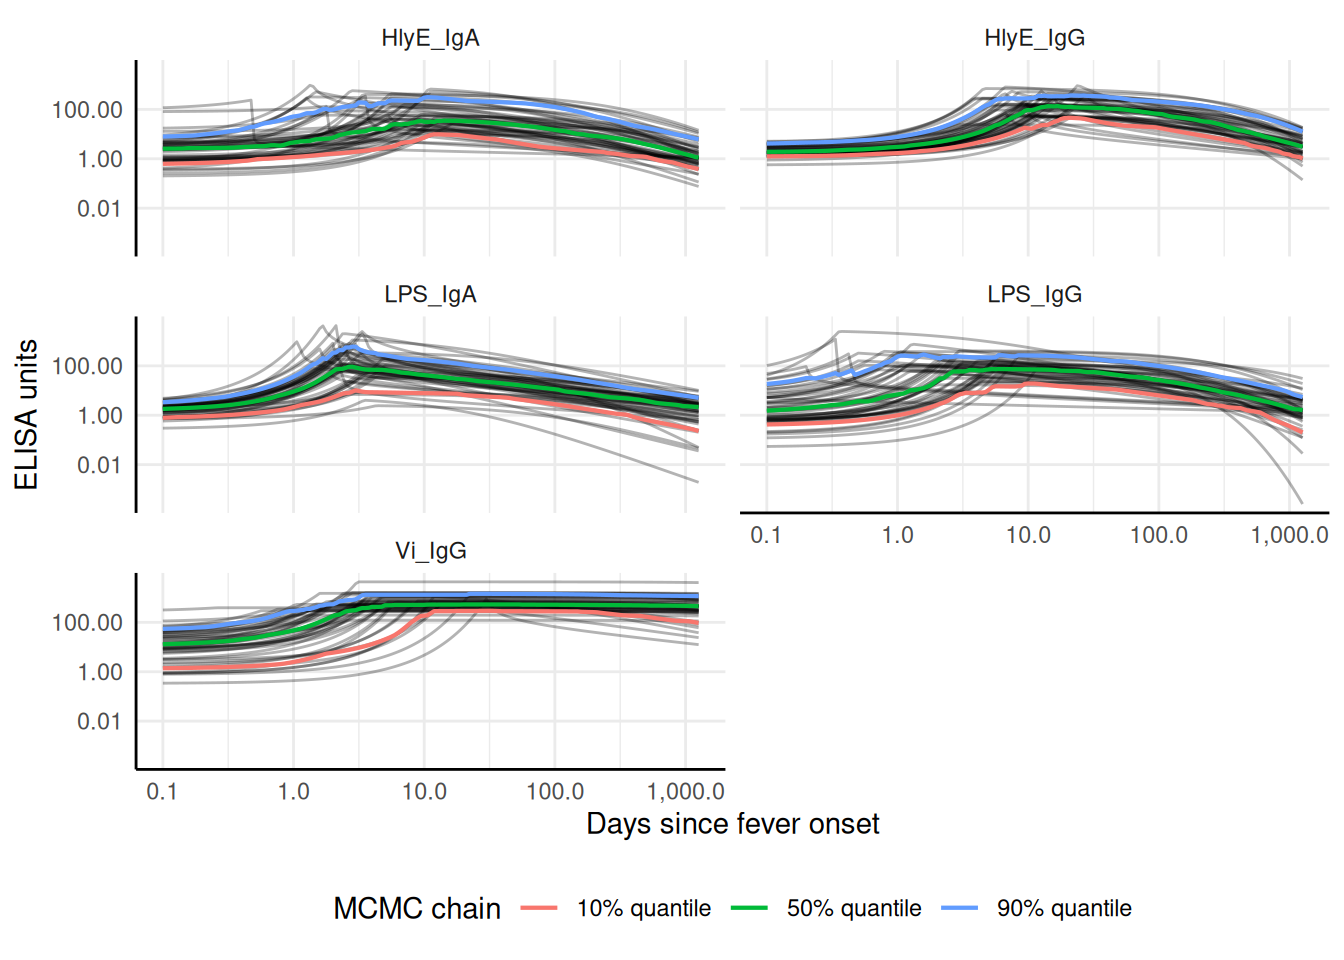 HlyE_IgA
HlyE_IgG
100.00
1.00
0.01
LPS_IgA
LPS_IgG
100.00
1.00
0.01
0.1 1.0 10.0 100.0 1,000.0
Vi_IgG
100.00
1.00
0.01
0.1 1.0 10.0 100.0 1,000.0
ELISA units
Days since fever onset
MCMC chain 10% quantile 50% quantile 90% quantile